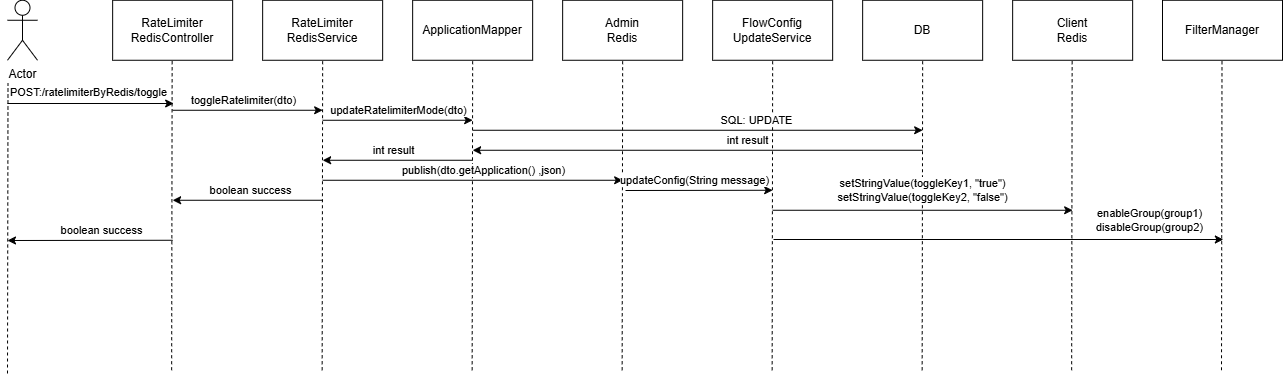 RateLimiter
RedisController
RateLimiter
RedisService
ApplicationMapper
Admin
Redis
FlowConfig
UpdateService
DB
Client
Redis
FilterManager
Actor
POST:/ratelimiterByRedis/toggle
toggleRatelimiter(dto)
updateRatelimiterMode(dto)
SQL: UPDATE
int result
int result
publish(dto.getApplication() ,json)
updateConfig(String message)
setStringValue(toggleKey1, "true")
setStringValue(toggleKey2, "false")
boolean success
enableGroup(group1)
disableGroup(group2)
boolean success